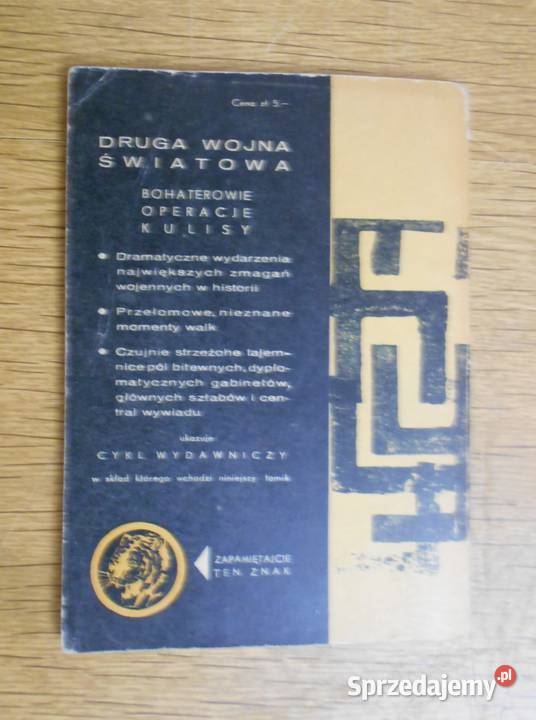 Cena zł 5.—
DRUGA WOJNA
ŚWIATOWA
BOHATEROWIE
OPERACJE
KULISY
• Dramatyczne wydarzenia
największych zmagań
wojennych w historii
• Przełomowe, nieznane
momenty walk
• Czujnie strzeżone tajem-
nice pól bitewnych, dyplo-
matycznych gabinetów,
głównych sztabów i cen-
tral wywiadu
ukazuje
CYKL WYDAWNICZY
w skład którego wchodzi niniejszy tomik
ZAPAMIĘTAJCIE
TEN ZNAK
Sprzedajemy.pl